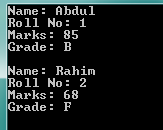 Name: Abdul
Roll No: 1
Marks: 85
Grade: B

Name: Rahim
Roll No: 2
Marks: 68
Grade: F